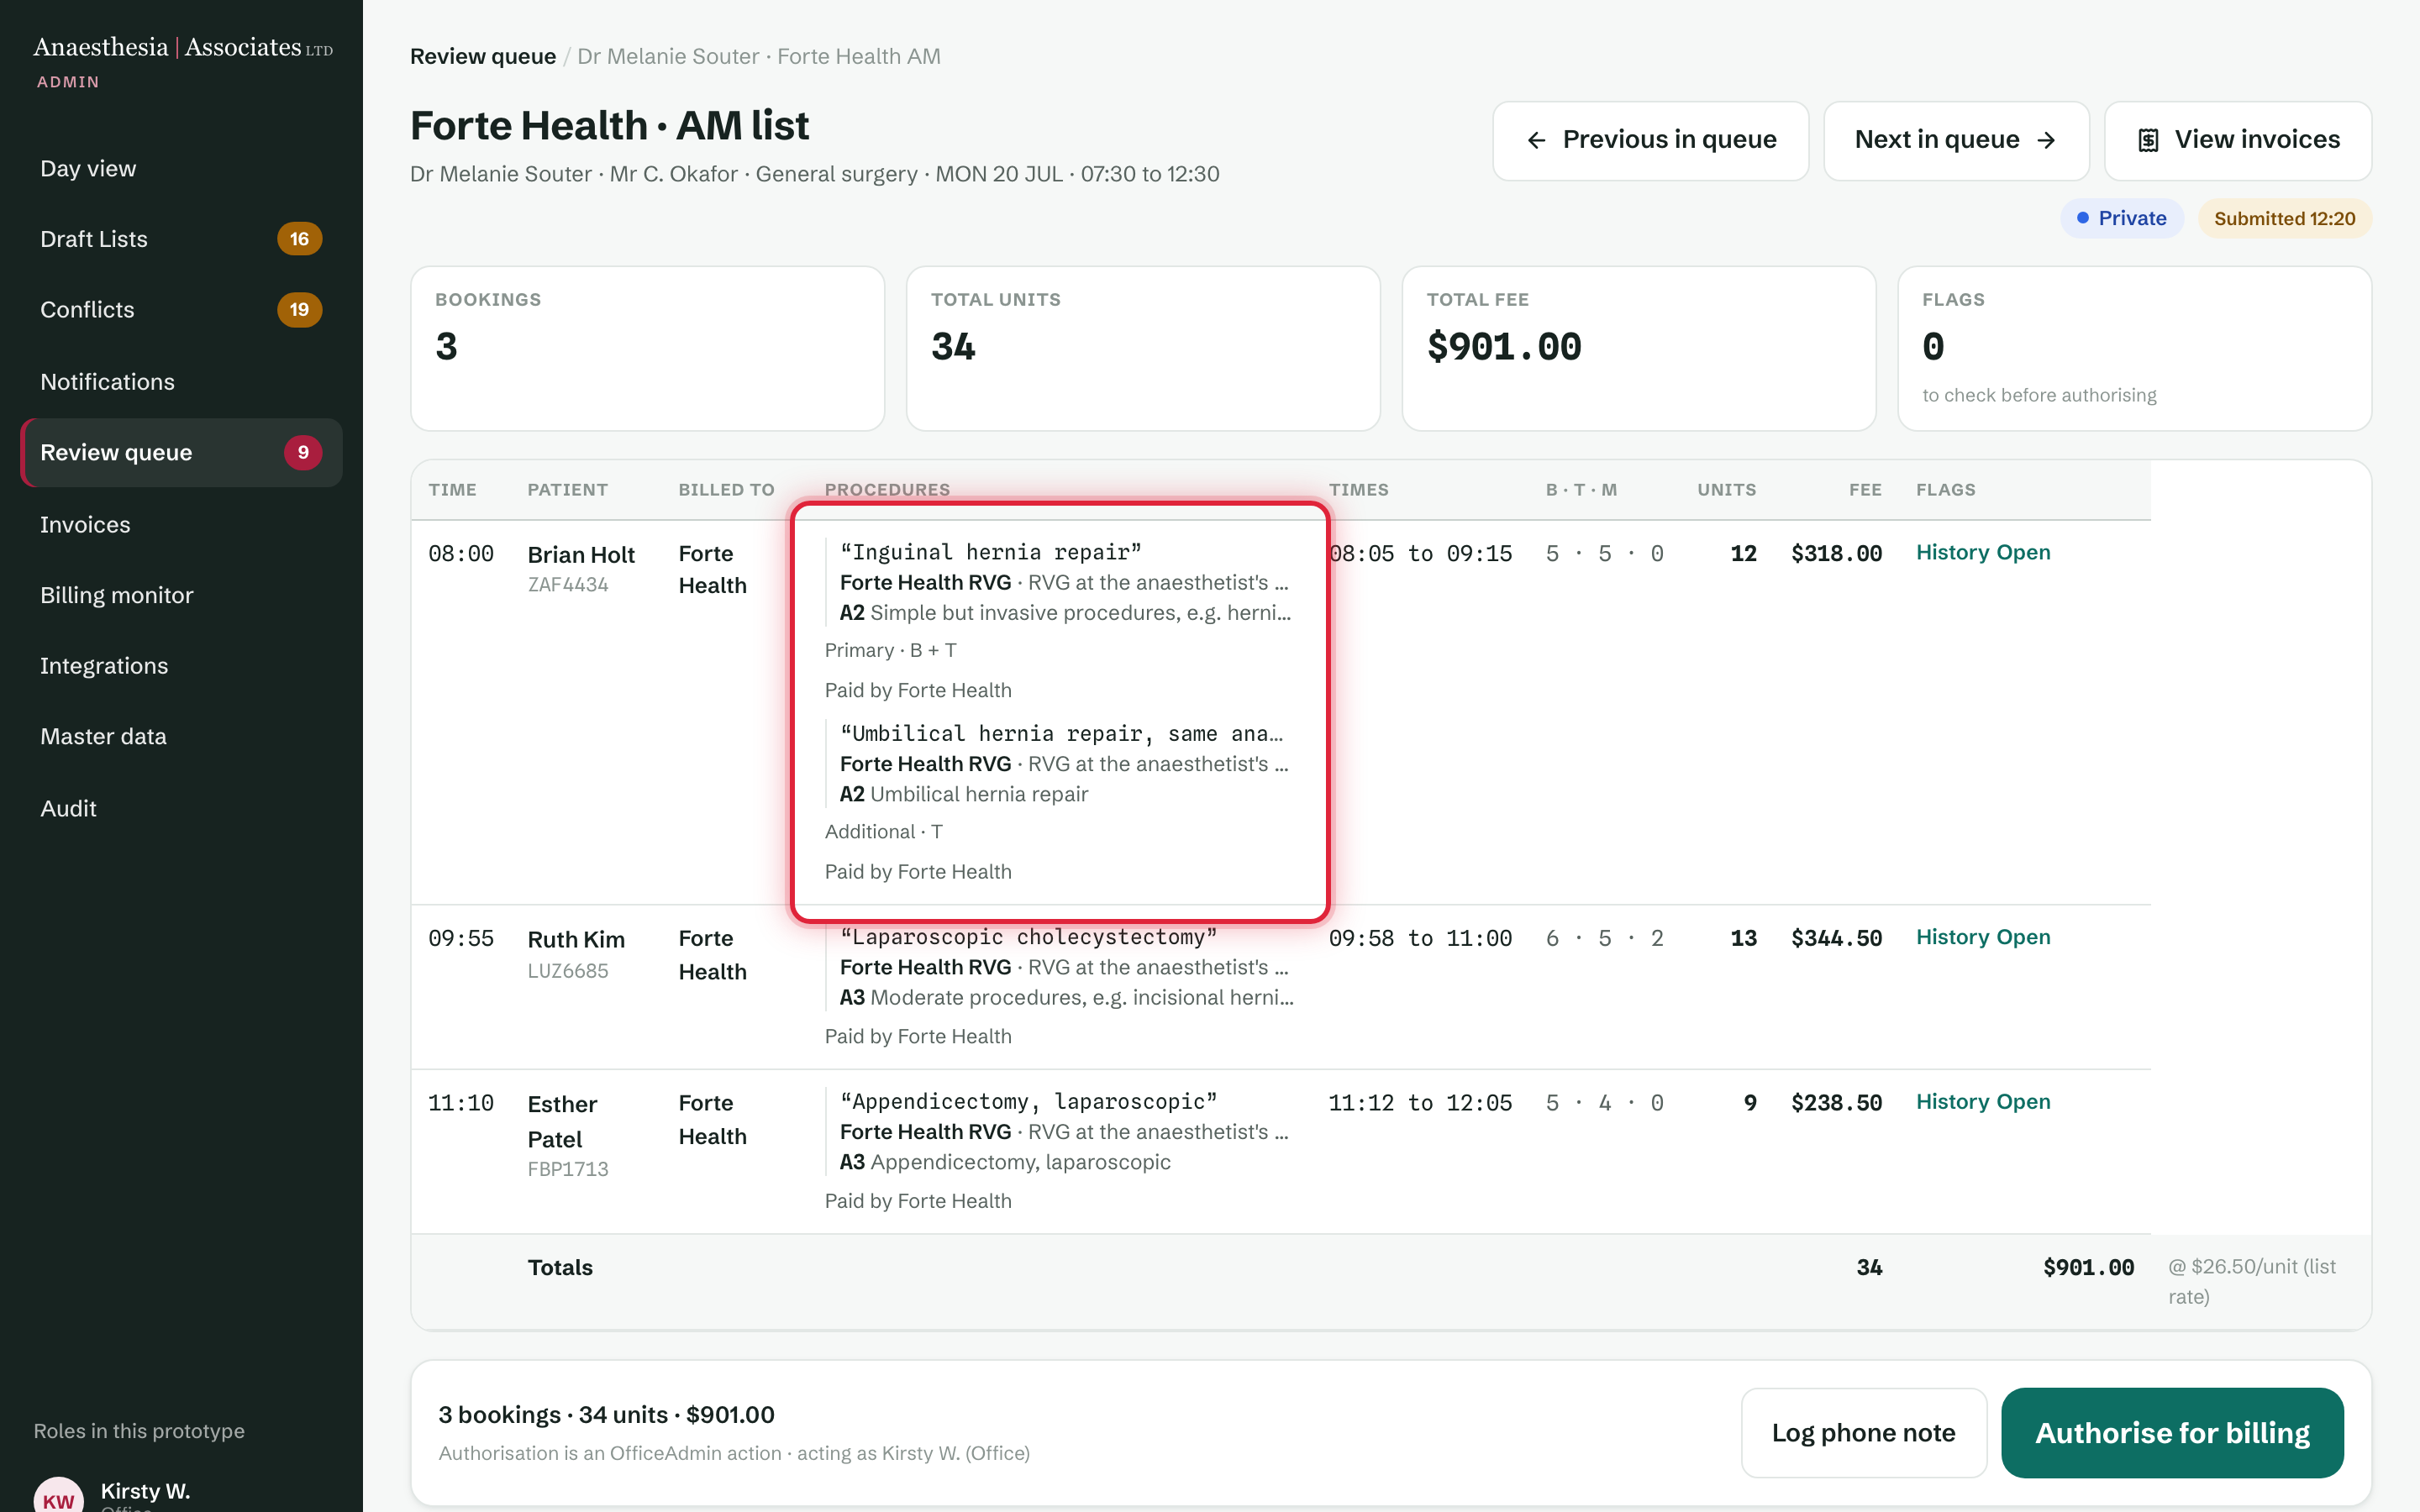 Anaesthesia | Associates LTD
ADMIN
Day view
Draft Lists 16
Conflicts 19
Notifications
Review queue 9
Invoices
Billing monitor
Integrations
Master data
Audit
Roles in this prototype
KW Kirsty W.
Review queue / Dr Melanie Souter · Forte Health AM
Forte Health · AM list
Dr Melanie Souter · Mr C. Okafor · General surgery · MON 20 JUL · 07:30 to 12:30
← Previous in queue
Next in queue →
View invoices
Private
Submitted 12:20
BOOKINGS
3
TOTAL UNITS
34
TOTAL FEE
$901.00
FLAGS
0
to check before authorising
TIME PATIENT BILLED TO PROCEDURES TIMES B · T · M UNITS FEE FLAGS
08:00
Brian Holt
ZAF4434
Forte
Health
“Inguinal hernia repair”
Forte Health RVG · RVG at the anaesthetist's ...
A2 Simple but invasive procedures, e.g. herni...
Primary · B + T
Paid by Forte Health
“Umbilical hernia repair, same ana...
Forte Health RVG · RVG at the anaesthetist's ...
A2 Umbilical hernia repair
Additional · T
Paid by Forte Health
08:05 to 09:15
5 · 5 · 0
12
$318.00
History Open
09:55
Ruth Kim
LUZ6685
Forte
Health
“Laparoscopic cholecystectomy”
Forte Health RVG · RVG at the anaesthetist's ...
A3 Moderate procedures, e.g. incisional herni...
Paid by Forte Health
09:58 to 11:00
6 · 5 · 2
13
$344.50
History Open
11:10
Esther
Patel
FBP1713
Forte
Health
“Appendicectomy, laparoscopic”
Forte Health RVG · RVG at the anaesthetist's ...
A3 Appendicectomy, laparoscopic
Paid by Forte Health
11:12 to 12:05
5 · 4 · 0
9
$238.50
History Open
Totals
34
$901.00
@ $26.50/unit (list
rate)
3 bookings · 34 units · $901.00
Authorisation is an OfficeAdmin action · acting as Kirsty W. (Office)
Log phone note
Authorise for billing